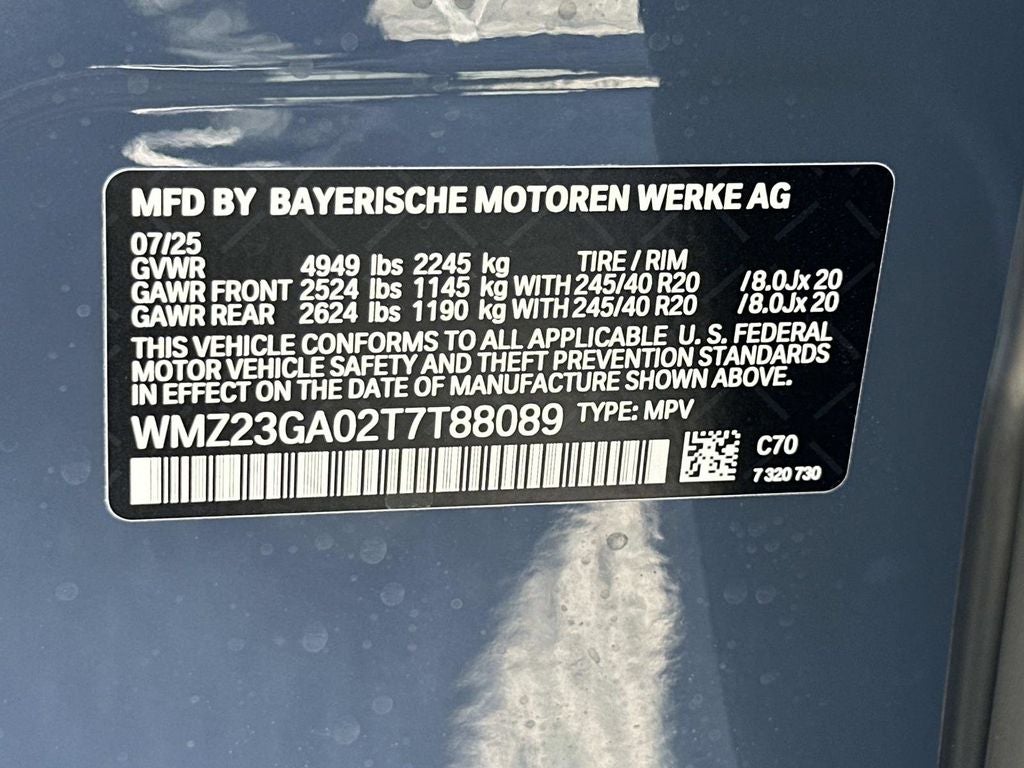 MFD BY BAYERISCHE MOTOREN WERKE AG
07/25
GVWR 4949 lbs 2245 kg TIRE / RIM
GAWR FRONT 2524 lbs 1145 kg WITH 245/40 R20 /8.0Jx20
GAWR REAR 2624 lbs 1190 kg WITH 245/40 R20 /8.0Jx20
THIS VEHICLE CONFORMS TO ALL APPLICABLE U. S. FEDERAL
MOTOR VEHICLE SAFETY AND THEFT PREVENTION STANDARDS
IN EFFECT ON THE DATE OF MANUFACTURE SHOWN ABOVE.
WMZ23GA02T7T88089 TYPE: MPV
C70
7 320 730